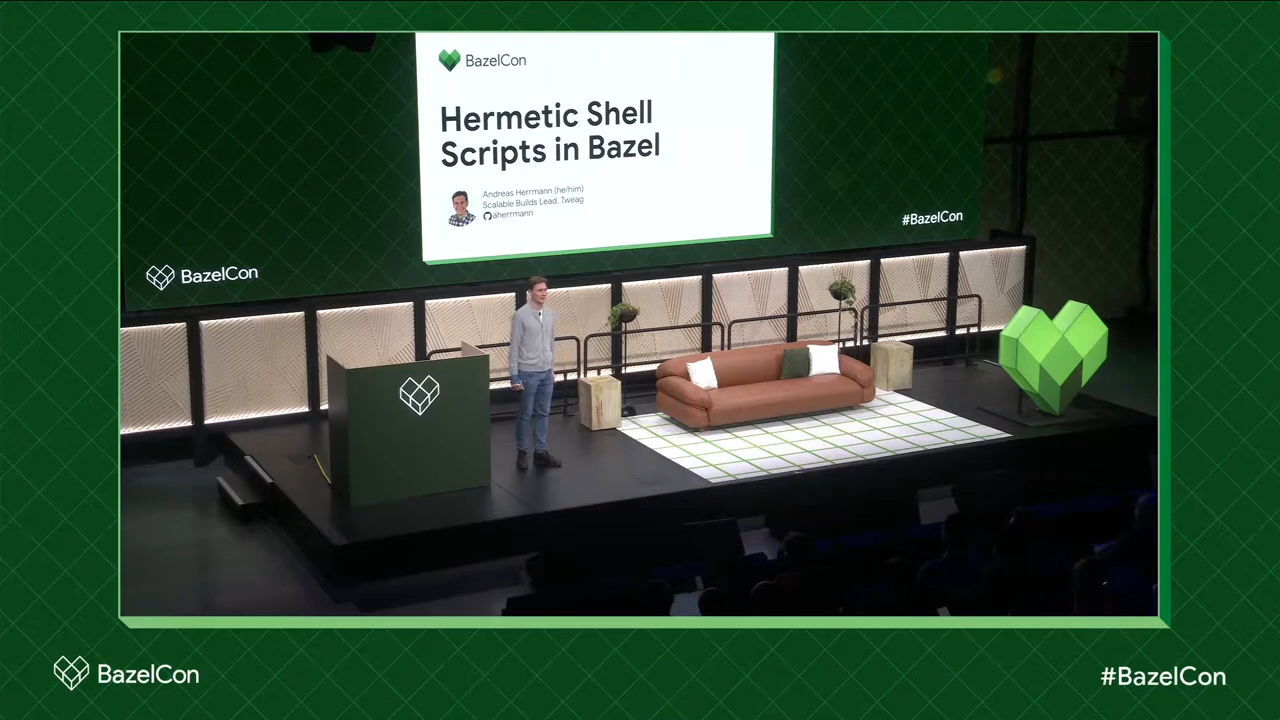 BazelCon
Hermetic Shell
Scripts in Bazel
Andreas Herrmann (he/him)
Scalable Builds Lead, Tweag
aherrmann
#BazelCon
BazelCon
BazelCon
#BazelCon